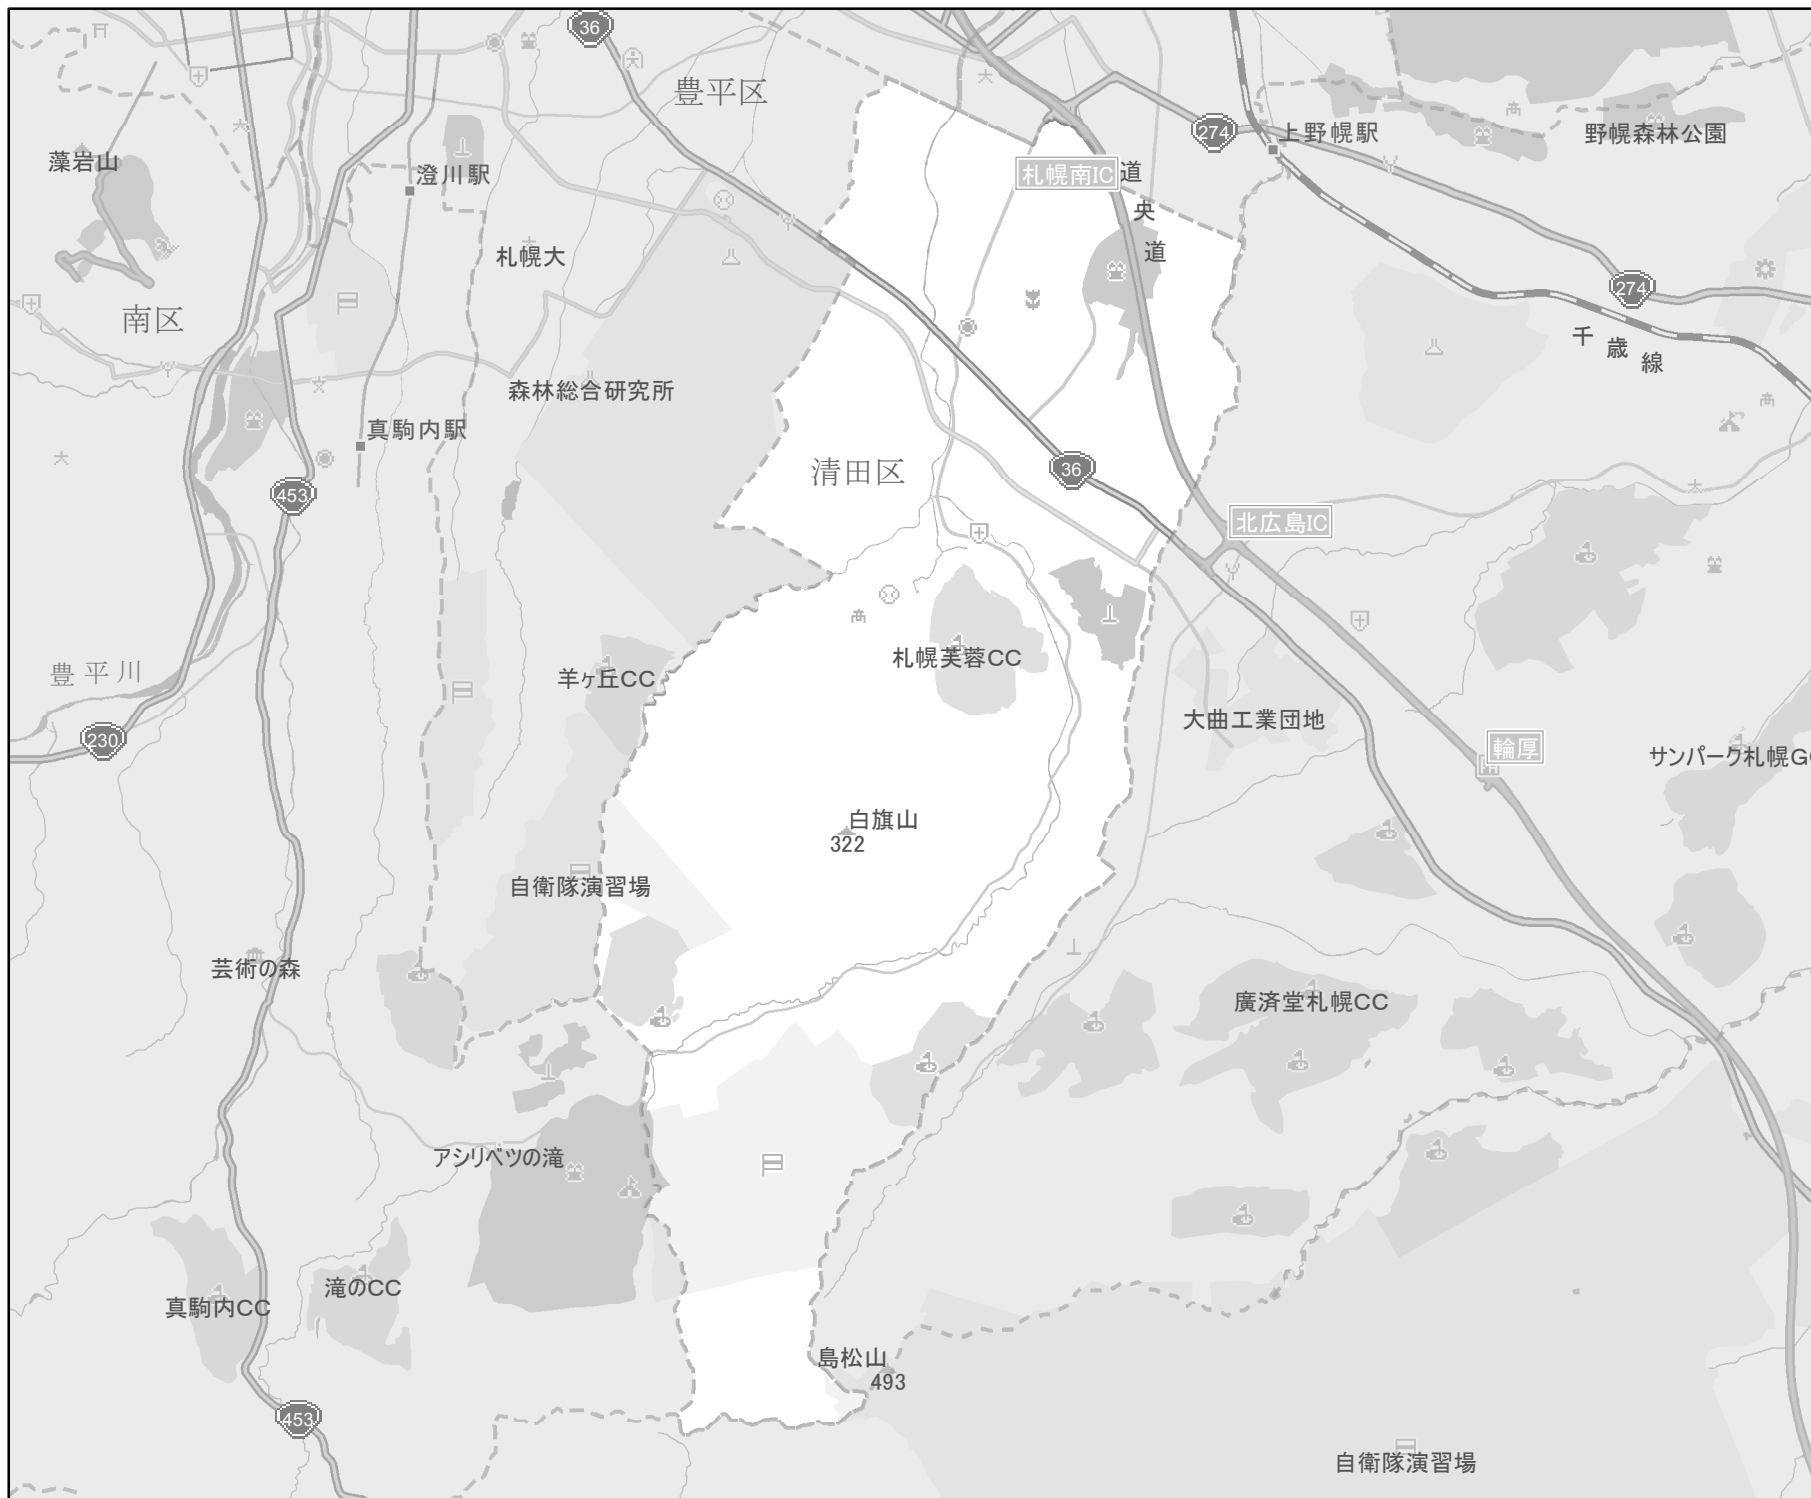 36
豊平区
274
上野幌駅
野幌森林公園
藻岩山
澄川駅
札幌南IC
道
央
道
札幌大
274
南区
千
歳
線
森林総合研究所
真駒内駅
清田区
36
453
北広島IC
札幌芙蓉CC
豊平川
羊ヶ丘CC
大曲工業団地
230
輪厚
サンパーク札幌GC
白旗山
322
自衛隊演習場
芸術の森
廣済堂札幌CC
アシリベツの滝
滝のCC
真駒内CC
島松山
493
453
自衛隊演習場